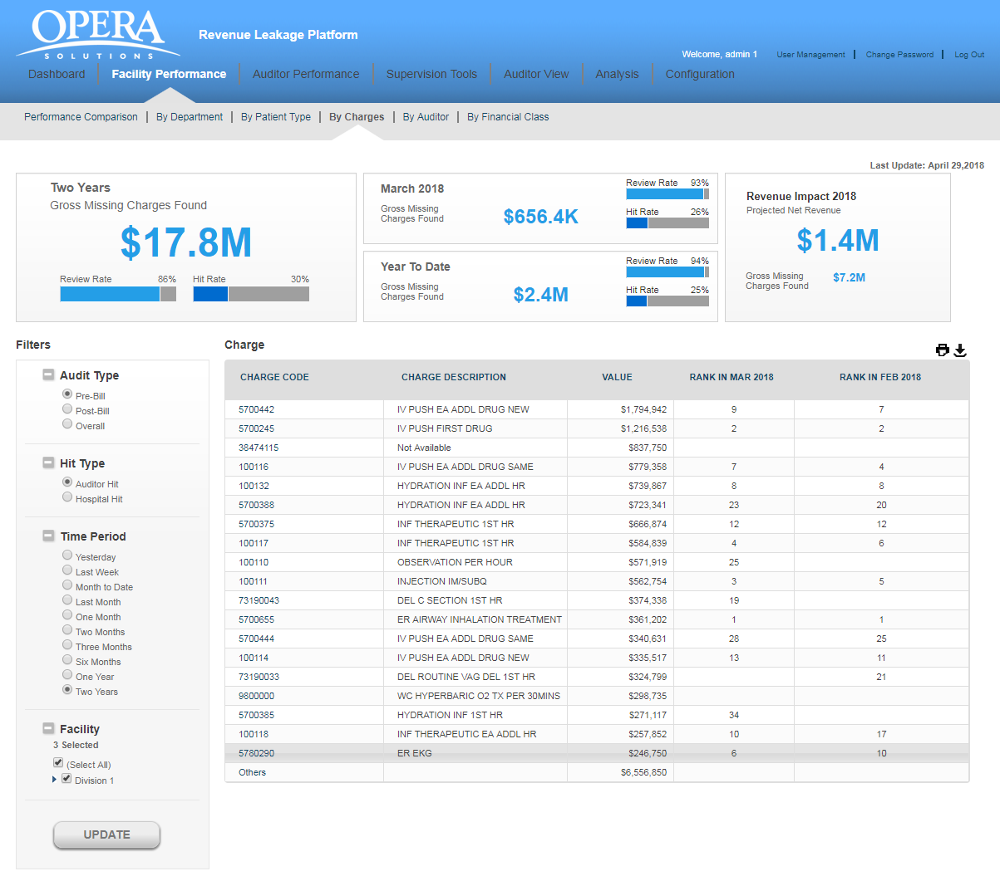 OPERA
SOLUTIONS
Revenue Leakage Platform
Welcome, admin 1 User Management Change Password Log Out
Dashboard Facility Performance Auditor Performance Supervision Tools Auditor View Analysis Configuration
Performance Comparison By Department By Patient Type By Charges By Auditor By Financial Class
Last Update: April 29,2018
Two Years
Gross Missing Charges Found
$17.8M
Review Rate 86% Hit Rate 30%
March 2018
Gross Missing
Charges Found
$656.4K
Review Rate 93%
Hit Rate 26%
Year To Date
Gross Missing
Charges Found
$2.4M
Review Rate 94%
Hit Rate 25%
Revenue Impact 2018
Projected Net Revenue
$1.4M
Gross Missing
Charges Found
$7.2M
Filters
Audit Type
Pre-Bill
Post-Bill
Overall
Hit Type
Auditor Hit
Hospital Hit
Time Period
Yesterday
Last Week
Month to Date
Last Month
One Month
Two Months
Three Months
Six Months
One Year
Two Years
Facility
3 Selected
(Select All)
Division 1
UPDATE
Charge
CHARGE CODE CHARGE DESCRIPTION VALUE RANK IN MAR 2018 RANK IN FEB 2018
5700442 IV PUSH EA ADDL DRUG NEW $1,794,942 9 7
5700245 IV PUSH FIRST DRUG $1,216,538 2 2
38474115 Not Available $837,750
100116 IV PUSH EA ADDL DRUG SAME $779,358 7 4
100132 HYDRATION INF EA ADDL HR $739,867 8 8
5700388 HYDRATION INF EA ADDL HR $723,341 23 20
5700375 INF THERAPEUTIC 1ST HR $666,874 12 12
100117 INF THERAPEUTIC 1ST HR $584,839 4 6
100110 OBSERVATION PER HOUR $571,919 25
100111 INJECTION IM/SUBQ $562,754 3 5
73190043 DEL C SECTION 1ST HR $374,338 19
5700655 ER AIRWAY INHALATION TREATMENT $361,202 1 1
5700444 IV PUSH EA ADDL DRUG SAME $340,631 28 25
100114 IV PUSH EA ADDL DRUG NEW $335,517 13 11
73190033 DEL ROUTINE VAG DEL 1ST HR $324,799 21
9800000 WC HYPERBARIC O2 TX PER 30MINS $298,735
5700385 HYDRATION INF 1ST HR $271,117 34
100118 INF THERAPEUTIC EA ADDL HR $257,852 10 17
5780290 ER EKG $246,750 6 10
Others $6,556,850